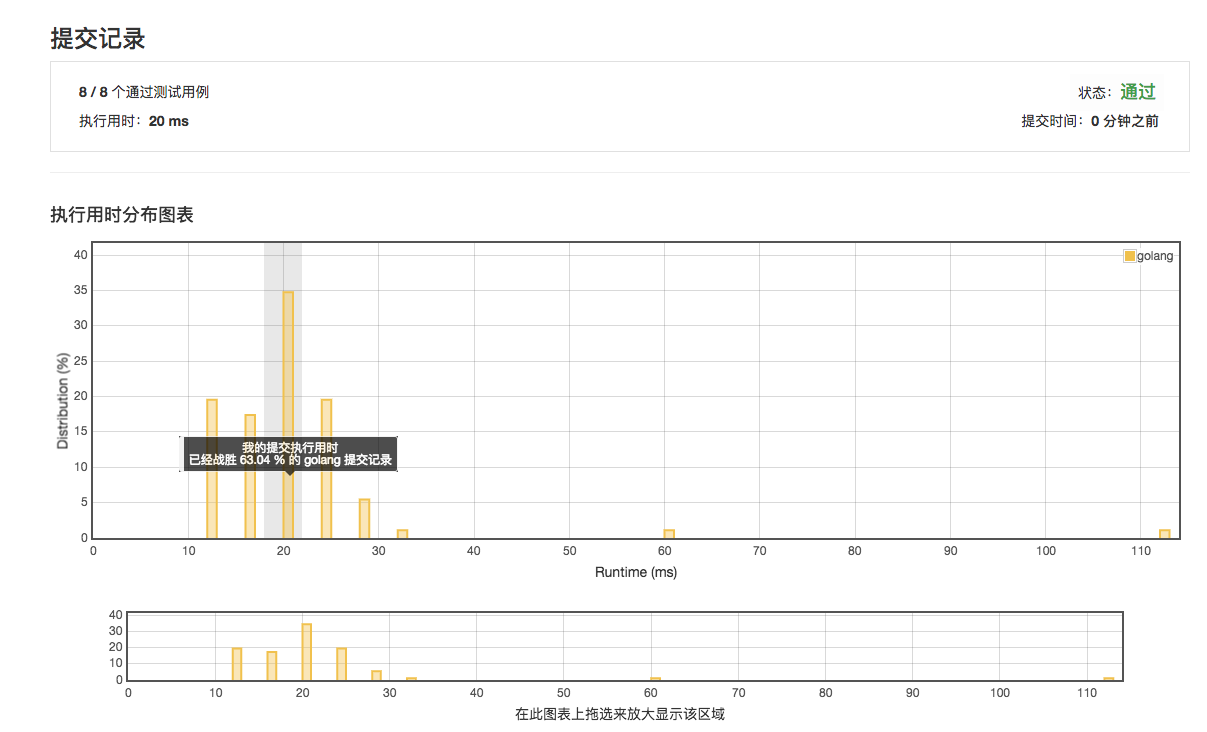 提交记录
8 / 8 个通过测试用例
状态：通过
执行用时：20 ms
提交时间：0 分钟之前
执行用时分布图表
golang
Distribution (%)
40
35
30
25
20
15
10
5
0
我的提交执行用时
已经战胜 63.04 % 的 golang 提交记录
0 10 20 30 40 50 60 70 80 90 100 110
Runtime (ms)
40
30
20
10
0
0 10 20 30 40 50 60 70 80 90 100 110
在此图表上拖选来放大显示该区域